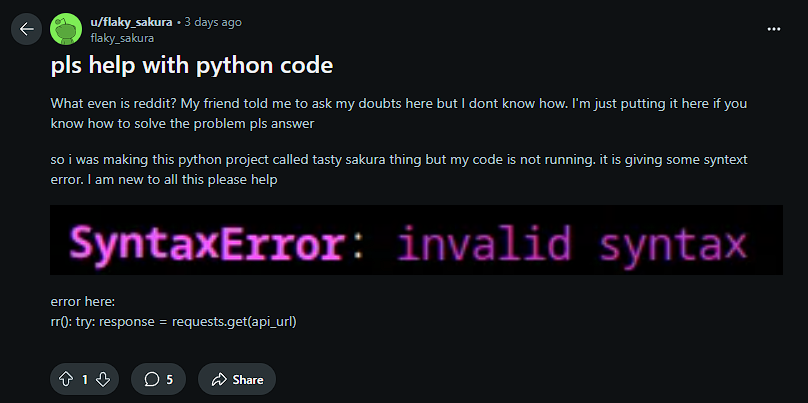 u/flaky_sakura • 3 days ago
flaky_sakura
pls help with python code
What even is reddit? My friend told me to ask my doubts here but I dont know how. I'm just putting it here if you
know how to solve the problem pls answer
so i was making this python project called tasty sakura thing but my code is not running. it is giving some syntext
error. I am new to all this please help
SyntaxError: invalid syntax
error here:
rr(): try: response = requests.get(api_url)
1
5
Share